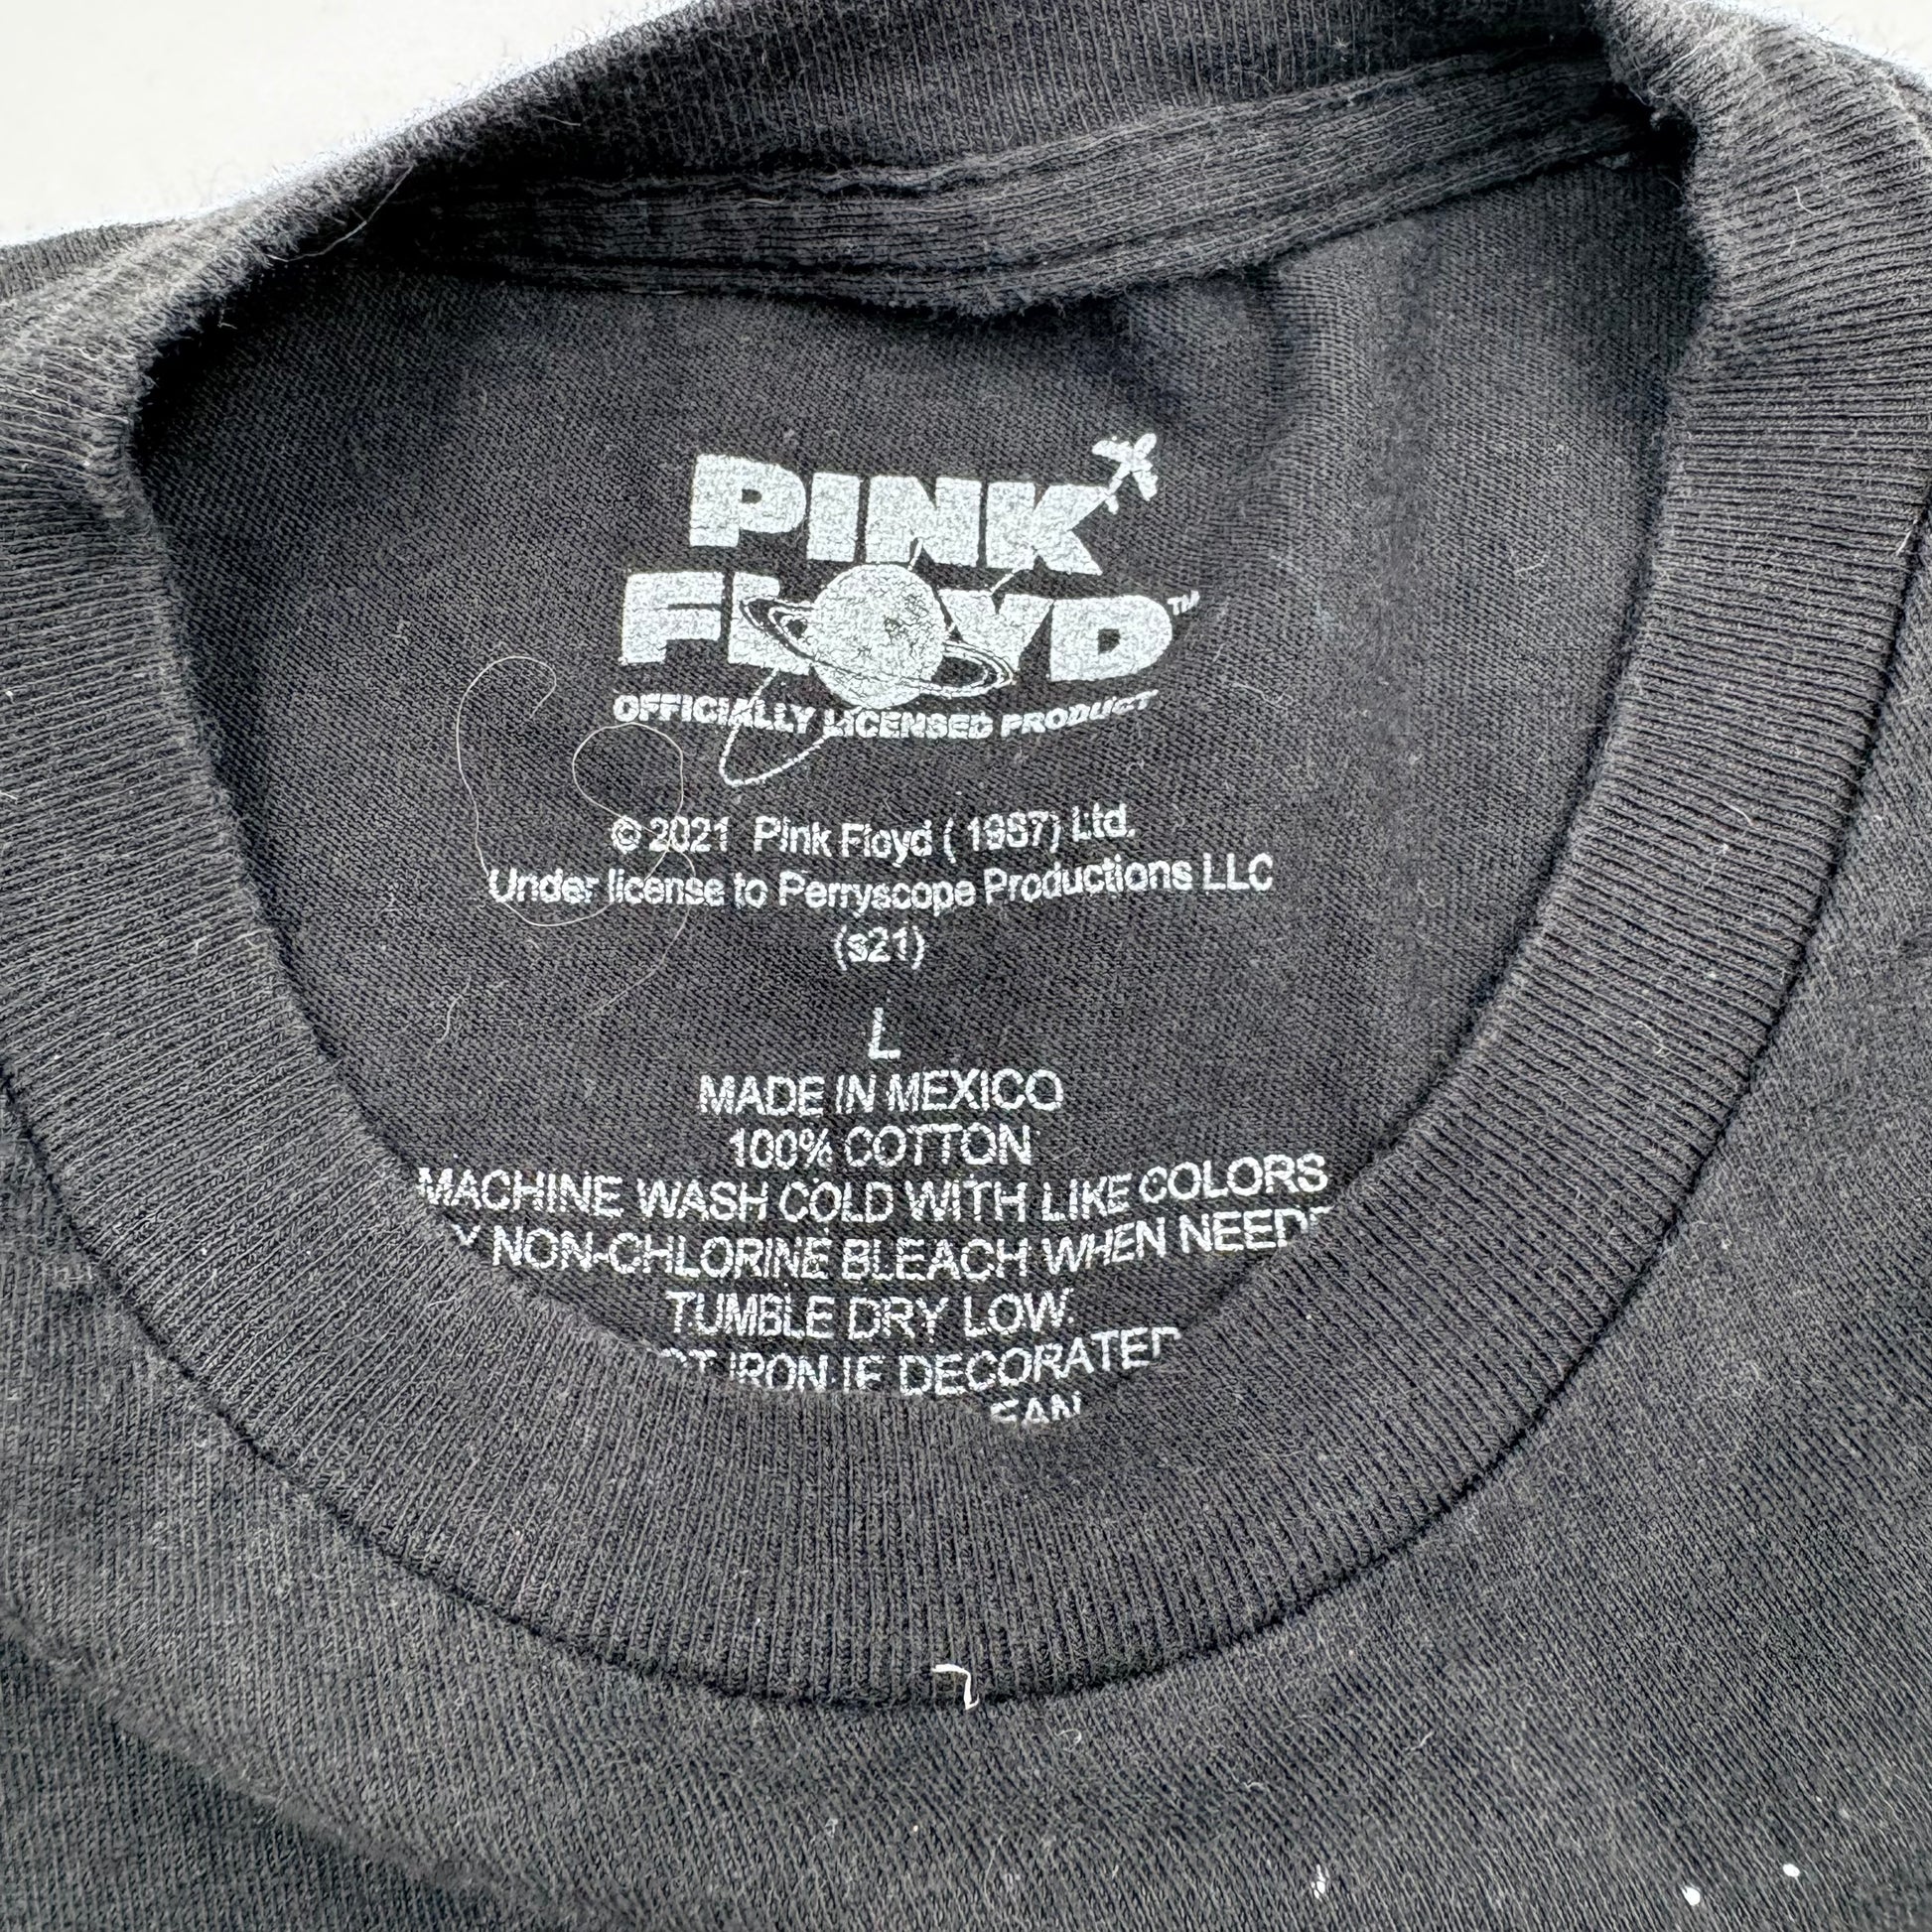 PINK
FLOYD™
OFFICIALLY LICENSED PRODUCT
© 2021 Pink Floyd ( 1987) Ltd.
Under license to Perryscope Productions LLC
(s21)
L
MADE IN MEXICO
100% COTTON
MACHINE WASH COLD WITH LIKE COLORS
NON-CHLORINE BLEACH WHEN
TUMBLE DRY LOW.
IRON IF DECORATED